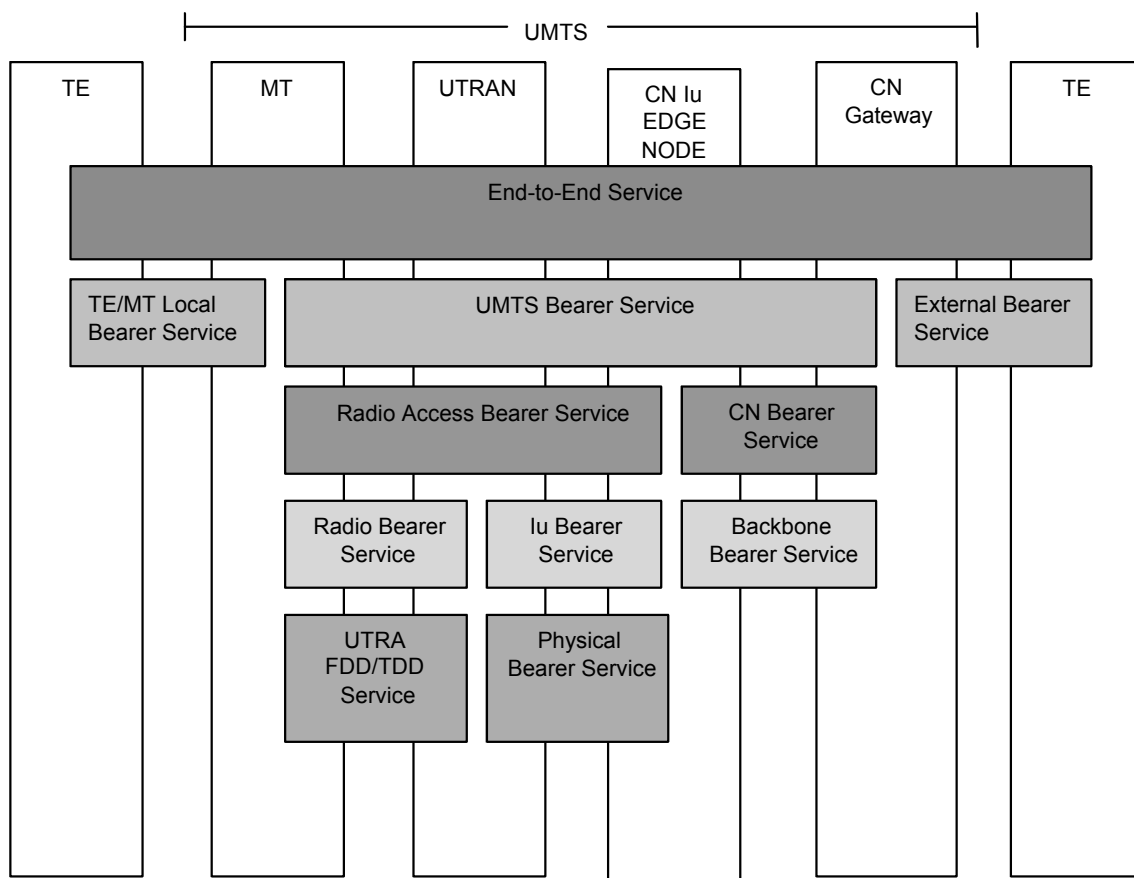 UMTS
TE
MT
UTRAN
CN Iu
EDGE
NODE
CN
Gateway
TE
End-to-End Service
TE/MT Local
Bearer Service
UMTS Bearer Service
External Bearer
Service
Radio Access Bearer Service
CN Bearer
Service
Radio Bearer
Service
Iu Bearer
Service
Backbone
Bearer Service
UTRA
FDD/TDD
Service
Physical
Bearer Service